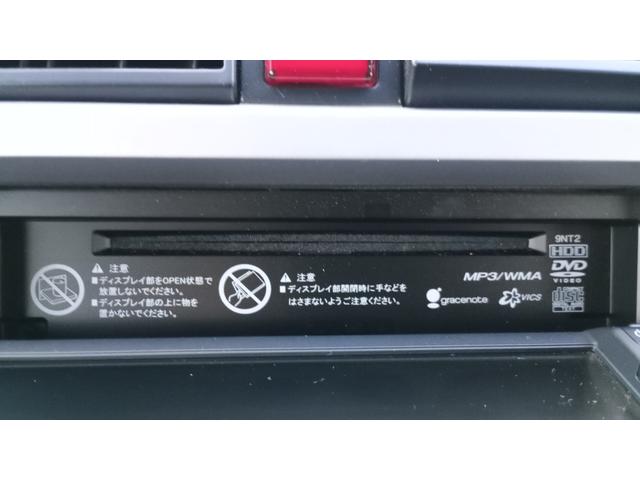 ⚠ 注意
■ディスプレイ部をOPEN状態で
放置しないでください。
■ディスプレイ部の上に物を
置かないでください。
⚠ 注意
■ディスプレイ部開閉時に手などを
はさまないようご注意ください。
MP3/WMA
gracenote
VICS
9NT2
HDD
DVD
VIDEO
DISC
TEXT